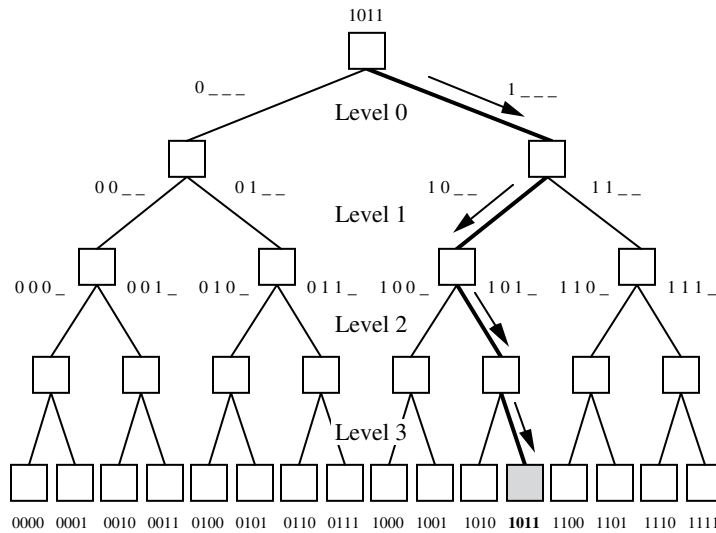 1011
0 _ _ _ 1 _ _ _
Level 0
0 0 _ _ 0 1 _ _ 1 0 _ _ 1 1 _ _
Level 1
0 0 0 _ 0 0 1 _ 0 1 0 _ 0 1 1 _ 1 0 0 _ 1 0 1 _ 1 1 0 _ 1 1 1 _
Level 2
Level 3
0000 0001 0010 0011 0100 0101 0110 0111 1000 1001 1010 1011 1100 1101 1110 1111